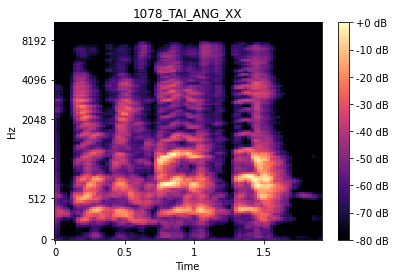 1078_TAI_ANG_XX
+0 dB
8192
-10 dB
4096
-20 dB
-30 dB
2048
Hz
-40 dB
1024
-50 dB
512
-60 dB
-70 dB
0
-80 dB
0 0.5 1 1.5
Time